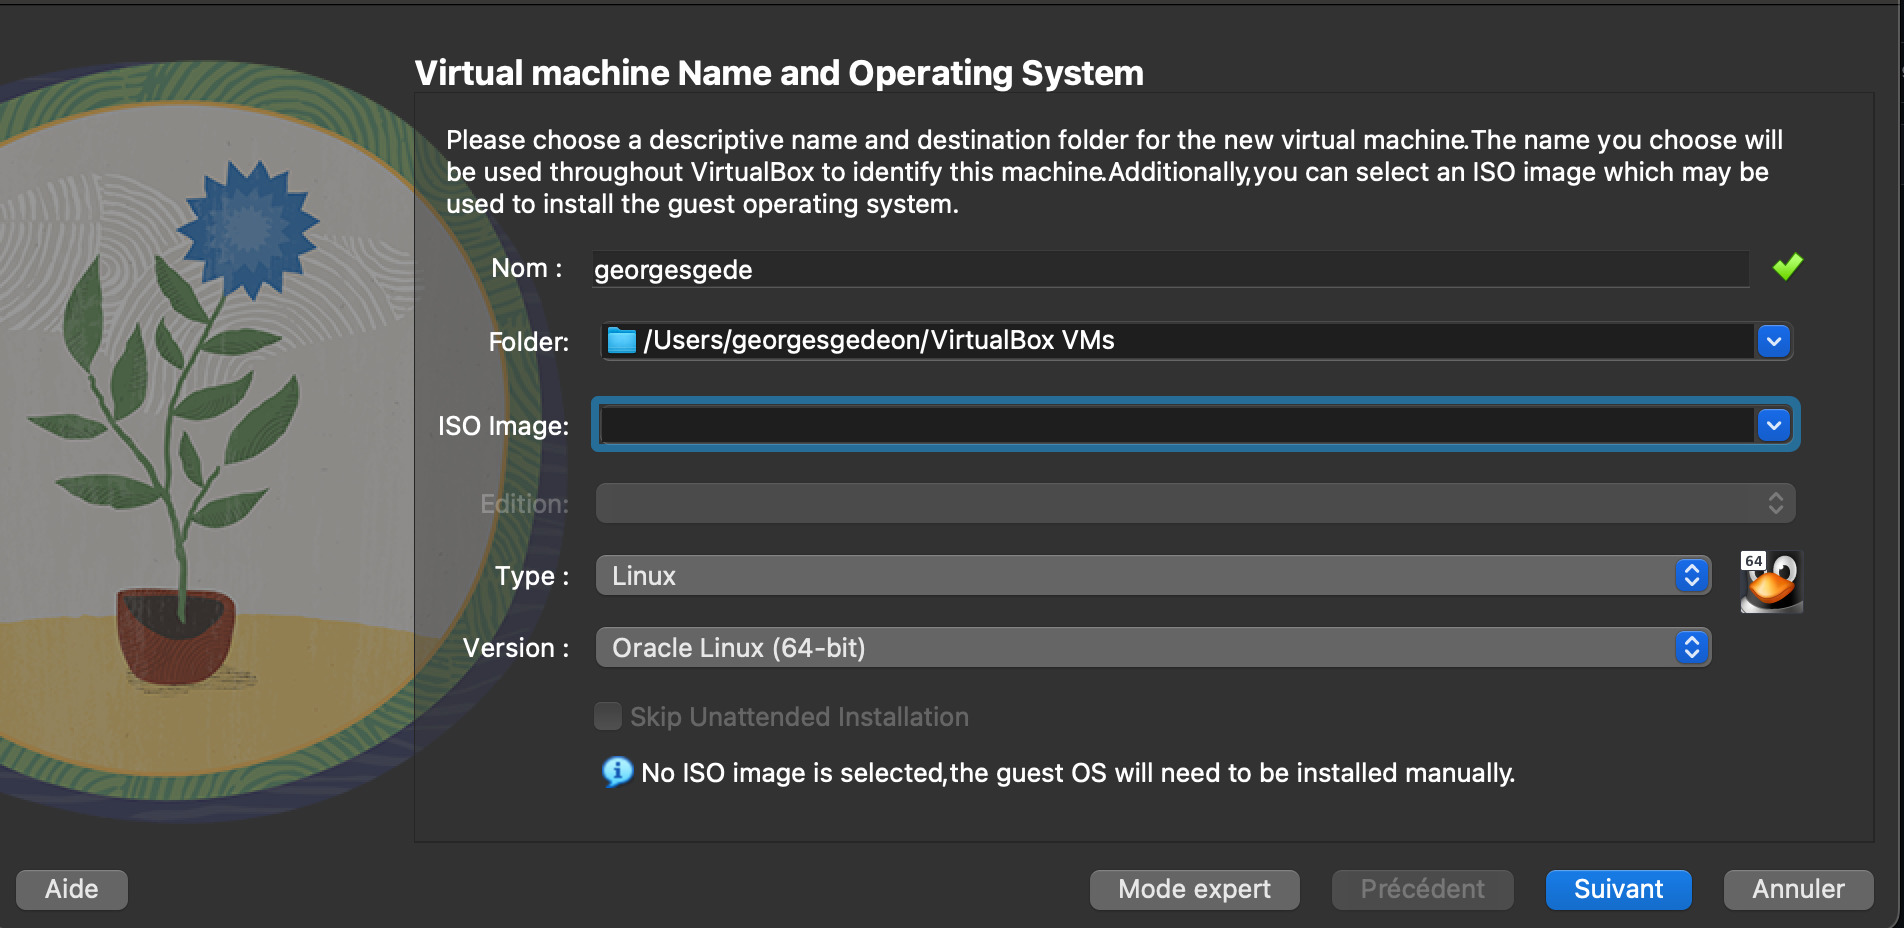 Virtual machine Name and Operating System
Please choose a descriptive name and destination folder for the new virtual machine.The name you choose will
be used throughout VirtualBox to identify this machine.Additionally,you can select an ISO image which may be
used to install the guest operating system.
Nom : georgesgede
Folder: /Users/georgesgedeon/VirtualBox VMs
ISO Image:
Edition:
Type : Linux
64
Version : Oracle Linux (64-bit)
Skip Unattended Installation
No ISO image is selected,the guest OS will need to be installed manually.
Aide Mode expert Précédent Suivant Annuler